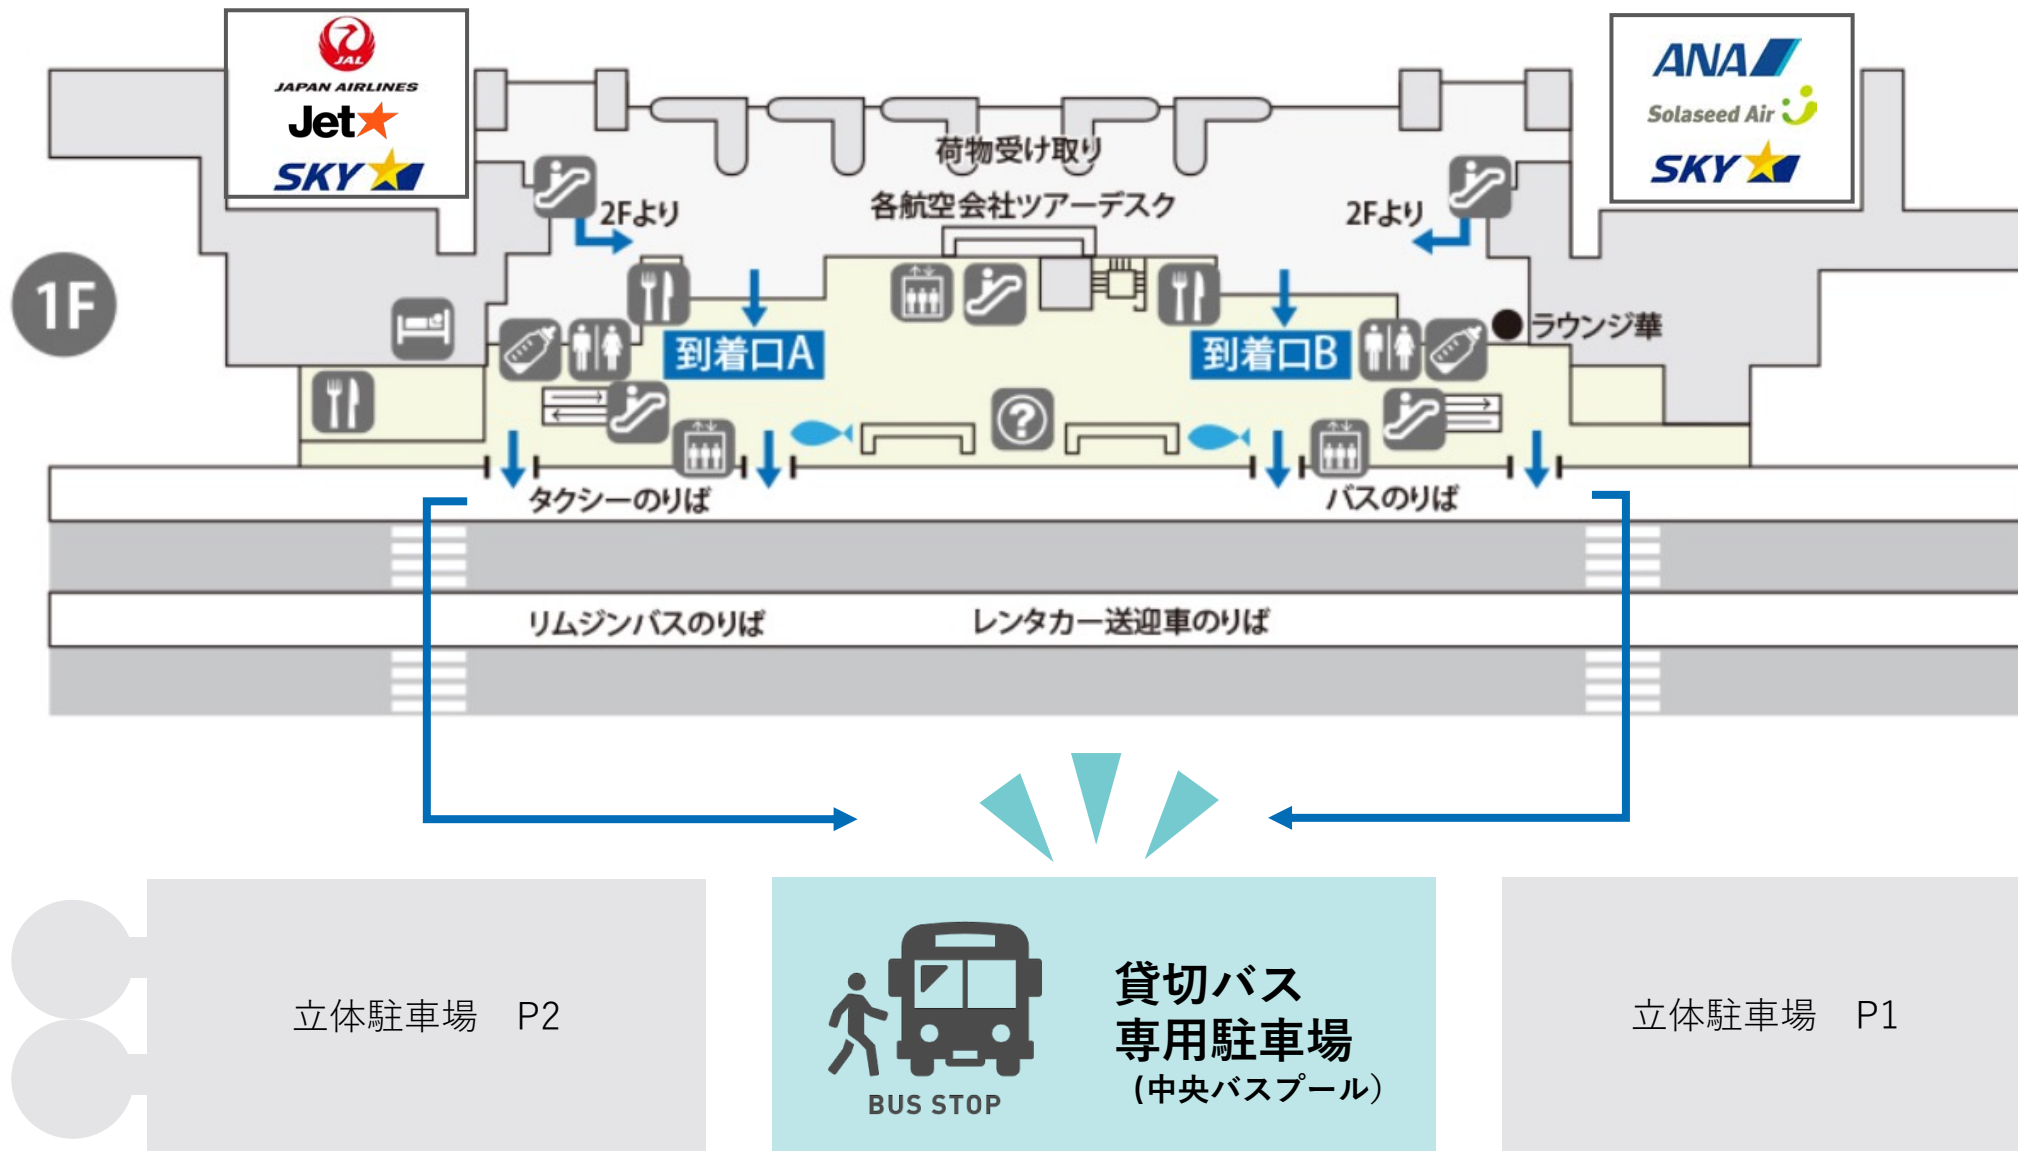 JAL
JAPAN AIRLINES
Jet
SKY
ANA
Solaseed Air
SKY
荷物受け取り
各航空会社ツアーデスク
2Fより
2Fより
1F
到着口A
到着口B
ラウンジ華
?
タクシーのりば
バスのりば
リムジンバスのりば
レンタカー送迎車のりば
立体駐車場 P2
BUS STOP
貸切バス
専用駐車場
(中央バスプール)
立体駐車場 P1